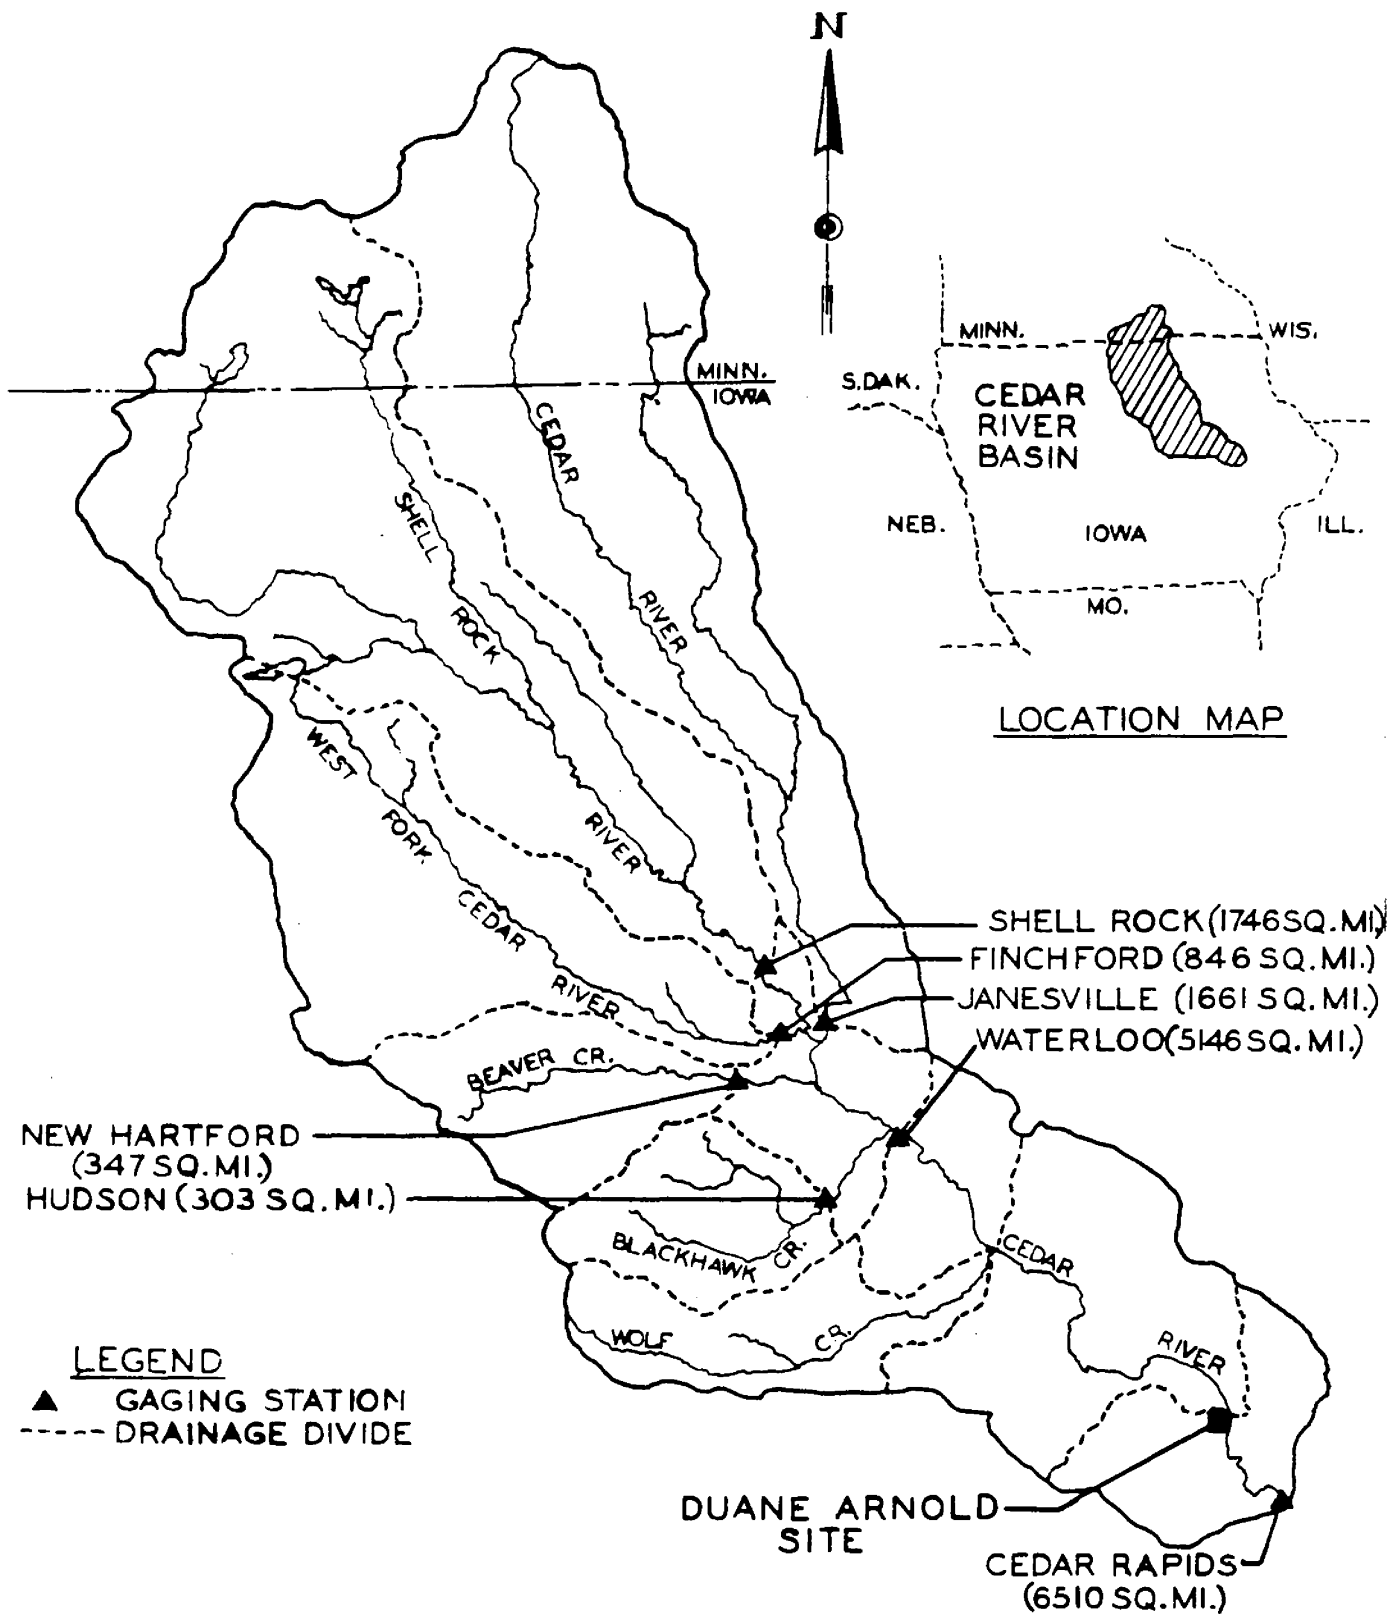 N
MINN.
WIS.
S.DAK.
CEDAR
RIVER
BASIN
NEB.
IOWA
ILL.
MO.
LOCATION MAP
MINN.
IOWA
CEDAR
RIVER
SHELL
ROCK
RIVER
WEST
FORK
CEDAR
RIVER
SHELL ROCK (1746 SQ.MI.)
FINCHFORD (846 SQ.MI.)
JANESVILLE (1661 SQ.MI.)
WATERLOO (5146 SQ.MI.)
BEAVER CR.
NEW HARTFORD
(347 SQ.MI.)
HUDSON (303 SQ.MI.)
BLACKHAWK CR.
CEDAR
RIVER
WOLF CR.
LEGEND
▲ GAGING STATION
----- DRAINAGE DIVIDE
DUANE ARNOLD
SITE
CEDAR RAPIDS
(6510 SQ.MI.)